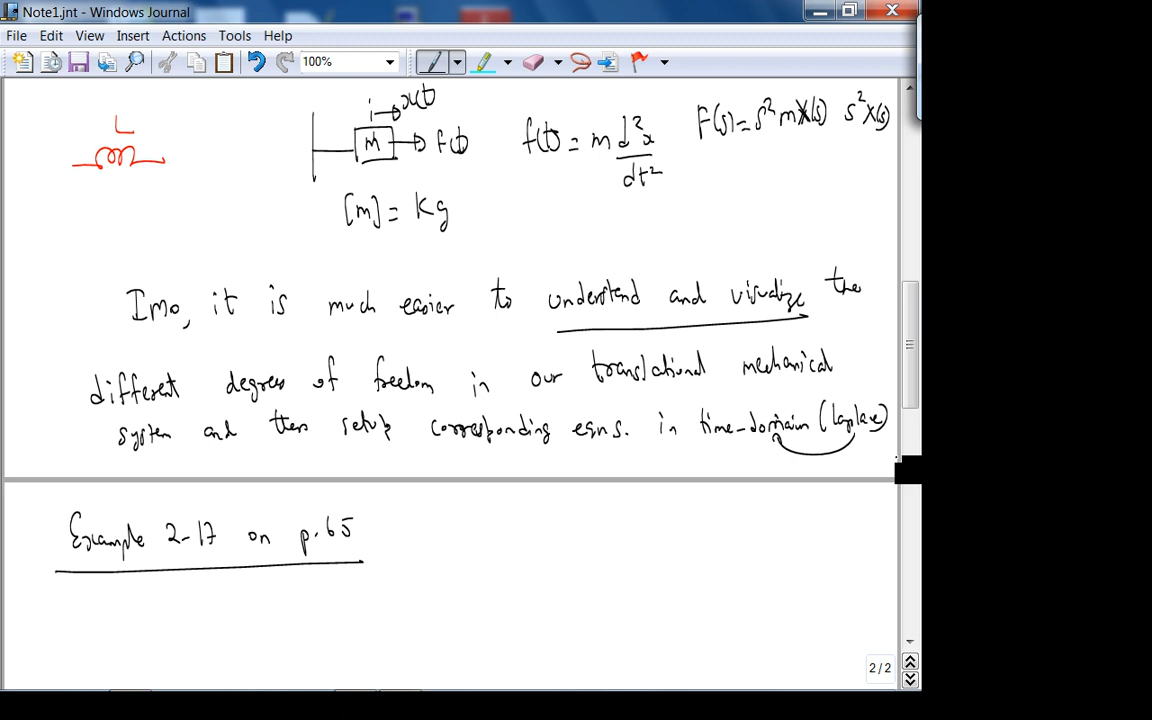 Note1.jnt - Windows Journal
File Edit View Insert Actions Tools Help
100%
L
x(t)
M f(t)
f(t) = m d²x/dt²
F(s) = s² m X(s) s² X(s)
[m] = kg
Imo, it is much easier to understand and visualize the
different degrees of freedom in our translational mechanical
system and then setup corresponding eqns. in time-domain (laplace)
Example 2-17 on p.65
2/2